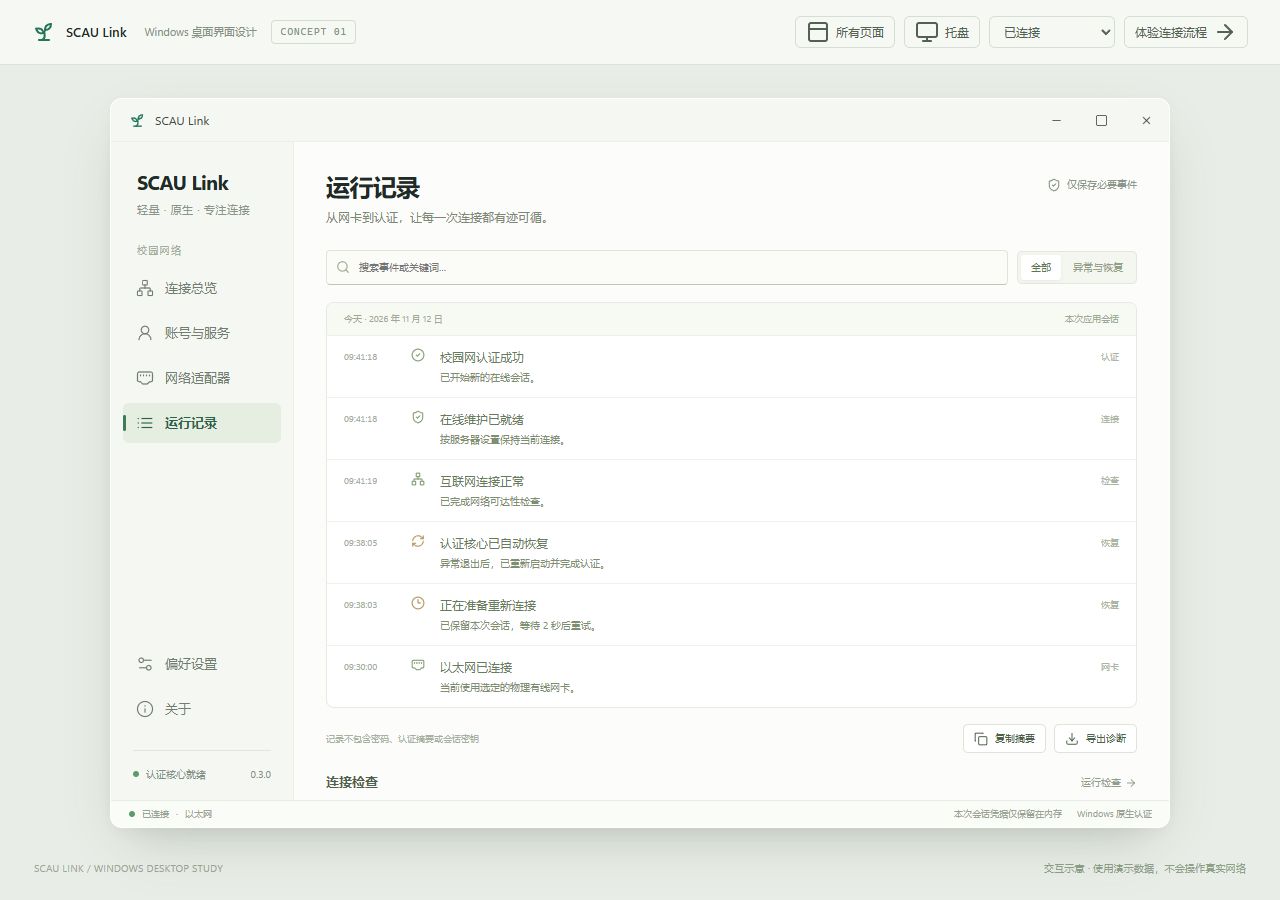 SCAU Link
Windows 桌面界面设计
CONCEPT 01
所有页面
托盘
已连接
体验连接流程
SCAU Link
SCAU Link
轻量 · 原生 · 专注连接
校园网络
连接总览
账号与服务
网络适配器
运行记录
偏好设置
关于
认证核心就绪
0.3.0
运行记录
仅保存必要事件
从网卡到认证，让每一次连接都有迹可循。
搜索事件或关键词...
全部
异常与恢复
今天 · 2026 年 11 月 12 日
本次应用会话
09:41:18
校园网认证成功
认证
已开始新的在线会话。
09:41:18
在线维护已就绪
连接
按服务器设置保持当前连接。
09:41:19
互联网连接正常
检查
已完成网络可达性检查。
09:38:05
认证核心已自动恢复
恢复
异常退出后，已重新启动并完成认证。
09:38:03
正在准备重新连接
恢复
已保留本次会话，等待 2 秒后重试。
09:30:00
以太网已连接
网卡
当前使用选定的物理有线网卡。
记录不包含密码、认证摘要或会话密钥
复制摘要
导出诊断
连接检查
运行检查
已连接 · 以太网
本次会话凭据仅保留在内存
Windows 原生认证
SCAU LINK / WINDOWS DESKTOP STUDY
交互示意 · 使用演示数据，不会操作真实网络